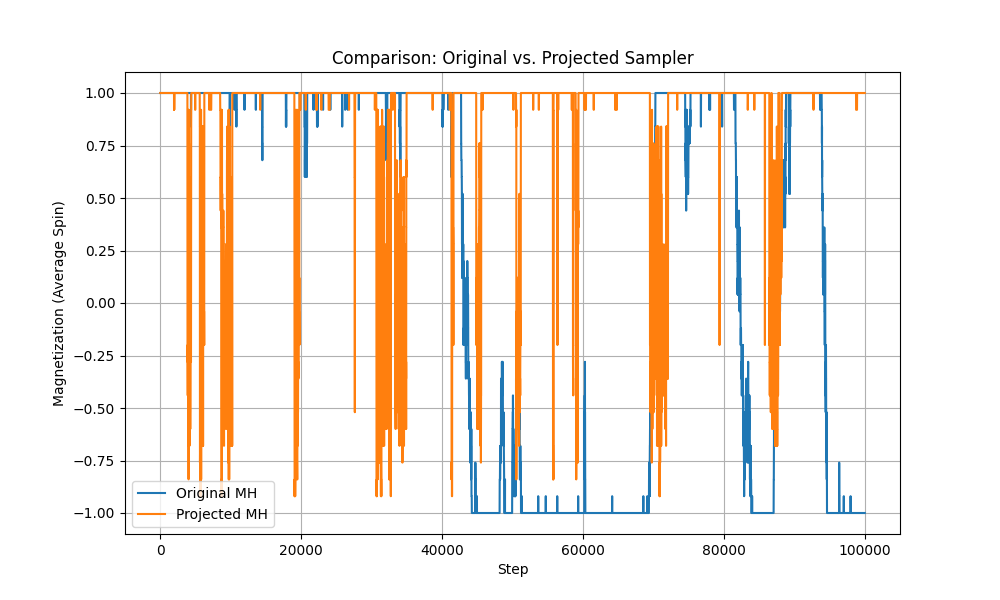 Comparison: Original vs. Projected Sampler
Magnetization (Average Spin)
1.00
0.75
0.50
0.25
0.00
−0.25
−0.50
−0.75
−1.00
Original MH
Projected MH
0 20000 40000 60000 80000 100000
Step